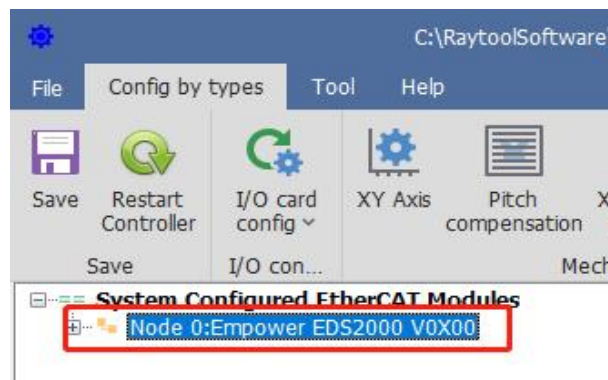 C:\RaytoolSoftware
File Config by types Tool Help
Save Restart Controller I/O card config XY Axis Pitch compensation X
Save I/O con... Mech
System Configured EtherCAT Modules
Node 0:Empower EDS2000 V0X00